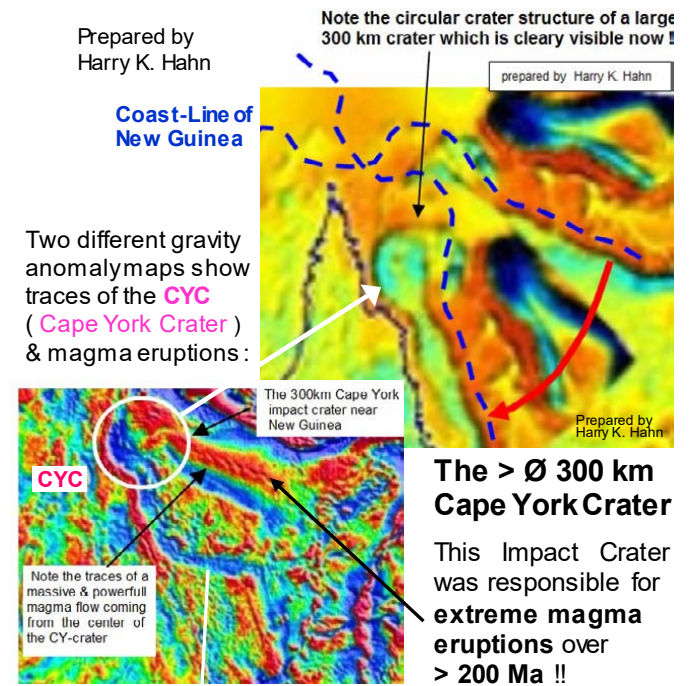 Prepared by
Harry K. Hahn
Note the circular crater structure of a large
300 km crater which is cleary visible now !!
prepared by Harry K. Hahn
Coast-Line of
New Guinea
Two different gravity
anomaly maps show
traces of the CYC
( Cape York Crater )
& magma eruptions :
The 300km Cape York
impact crater near
New Guinea
CYC
Note the traces of a
massive & powerfull
magma flow coming
from the center of
the CY-crater
Prepared by
Harry K. Hahn
The > Ø 300 km
Cape York Crater
This Impact Crater
was responsible for
extreme magma
eruptions over
> 200 Ma !!